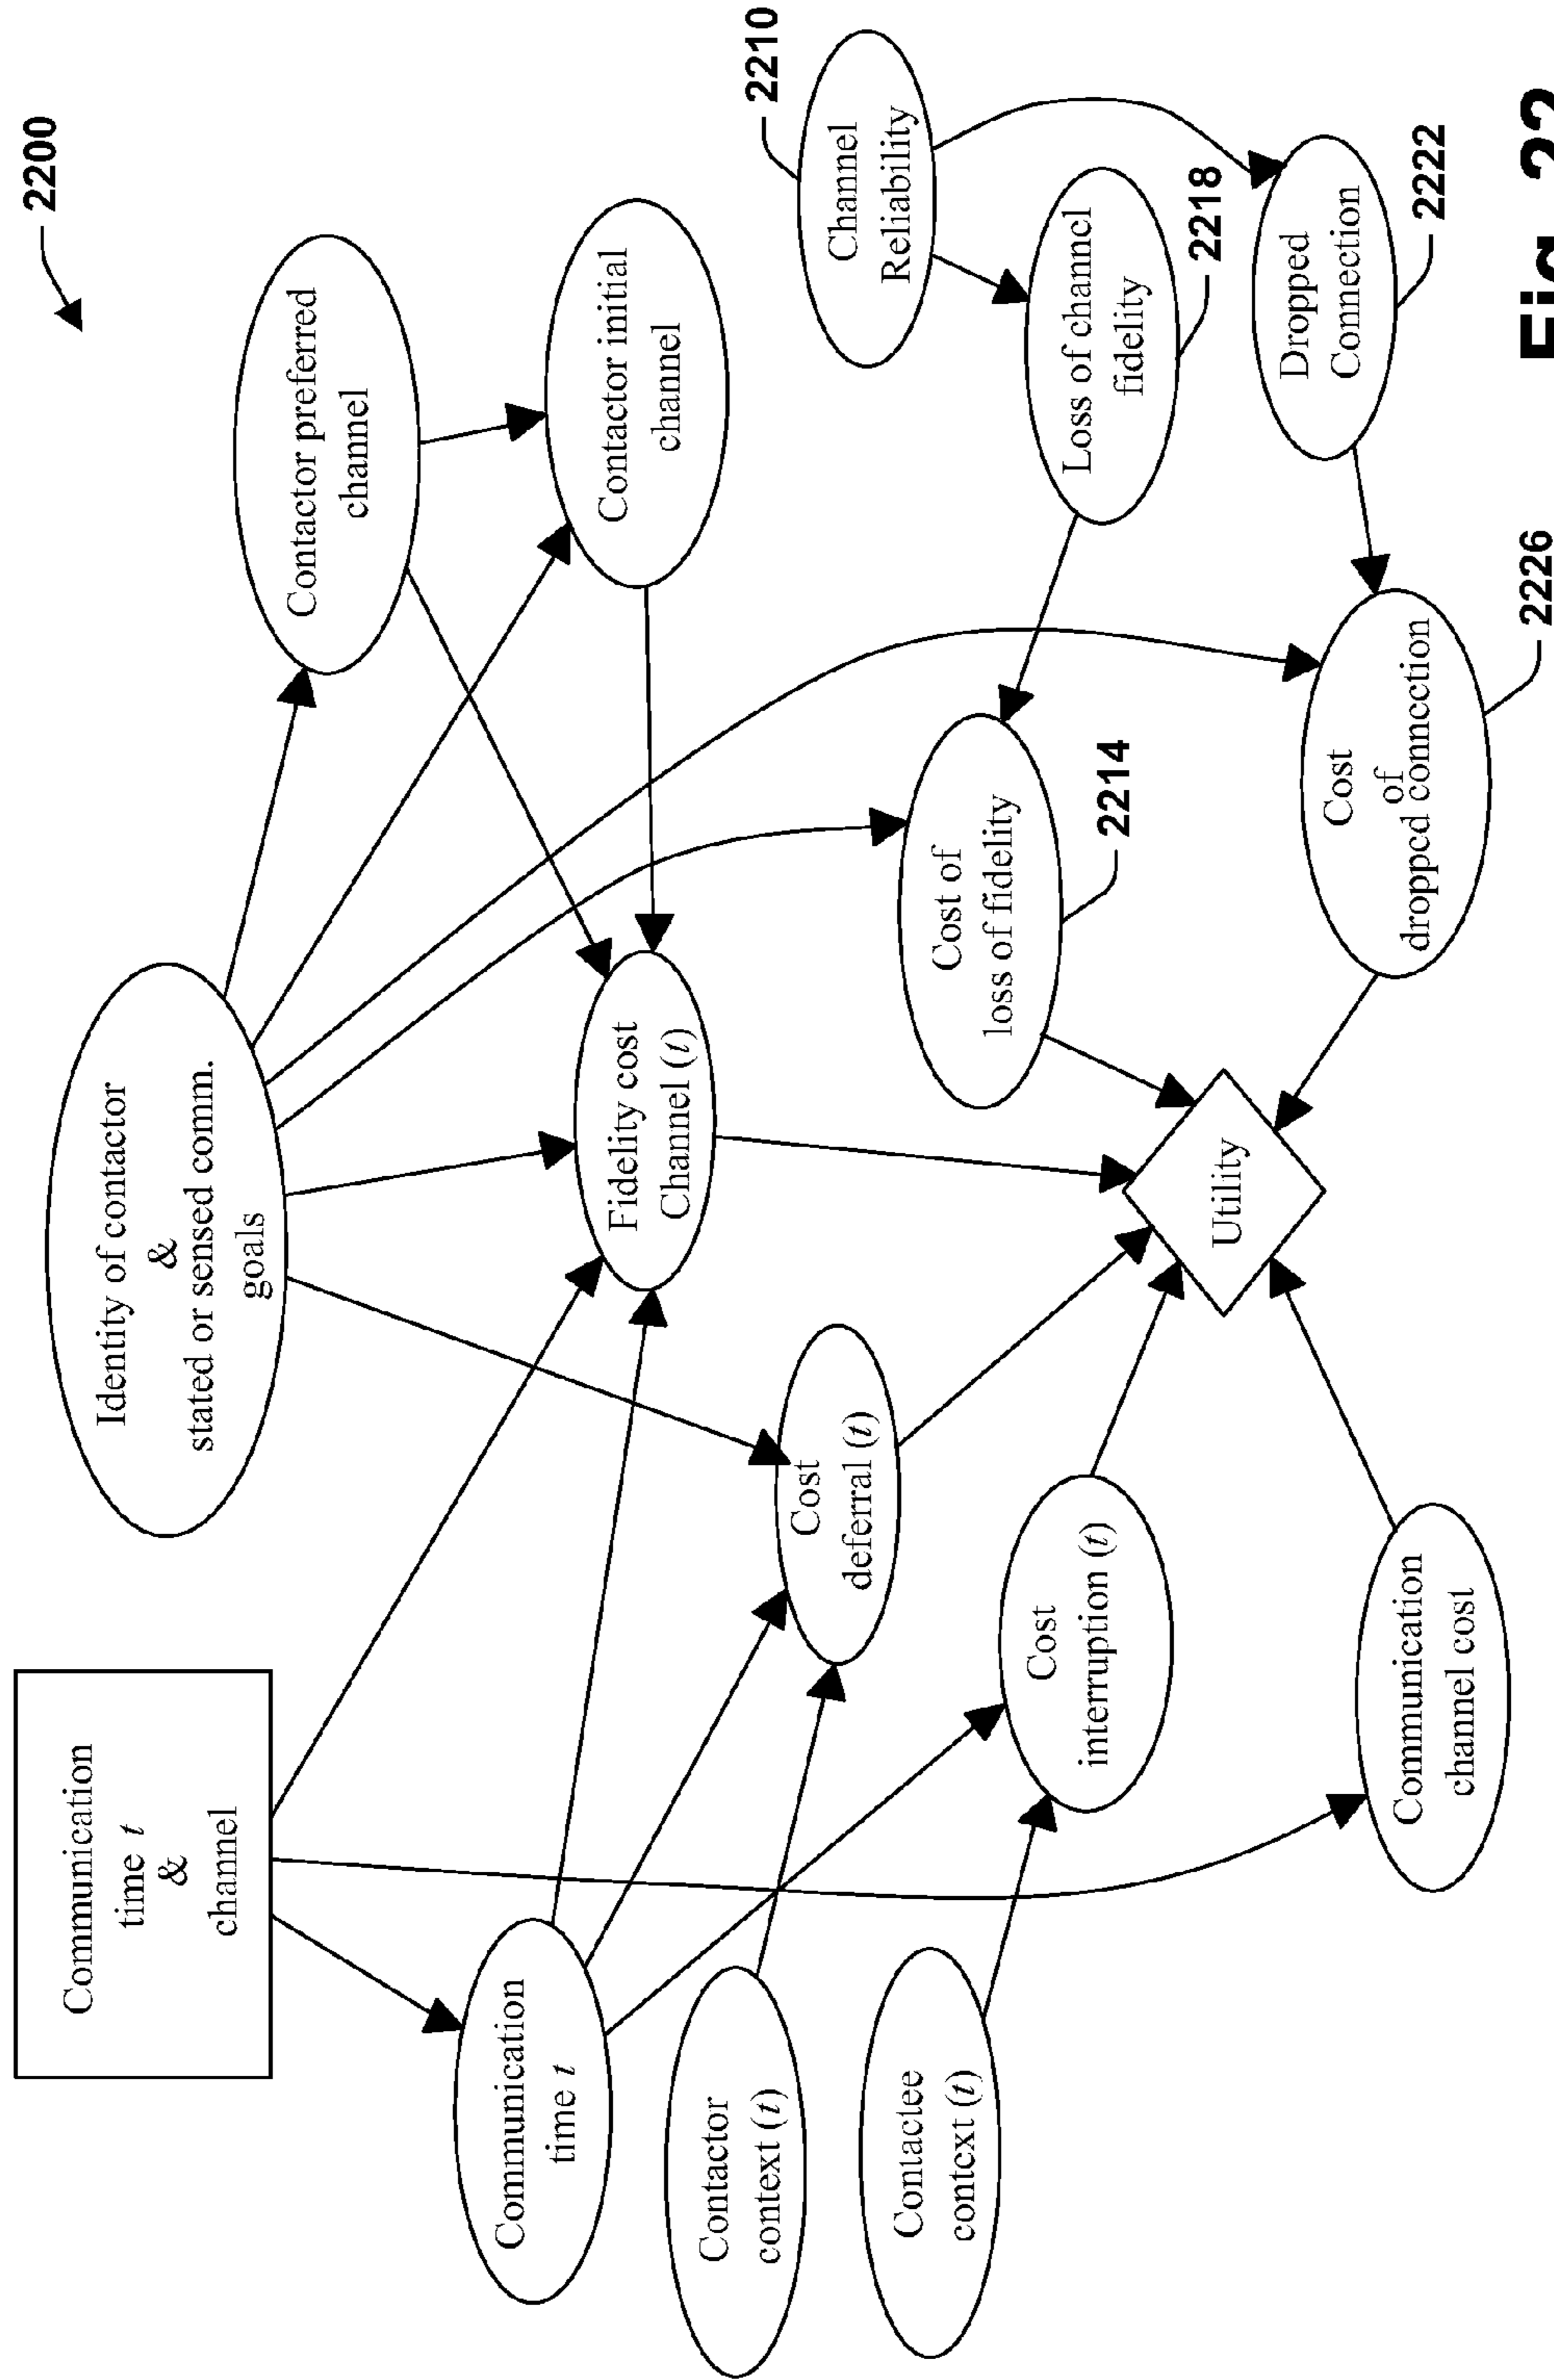 2200
Communication
time t
&
channel
Identity of contactor
&
stated or sensed comm.
goals
Contactor preferred
channel
Communication
time t
Fidelity cost
Channel (t)
Contactor initial
channel
Contactor
context (t)
Cost
deferral (t)
2210
Channel
Reliability
Contactee
context (t)
Cost
interruption (t)
Cost of
loss of fidelity
2214
Loss of channel
fidelity
2218
Utility
Communication
channel cost
Cost
of
dropped connection
2226
Dropped
Connection
2222
Fig. 22